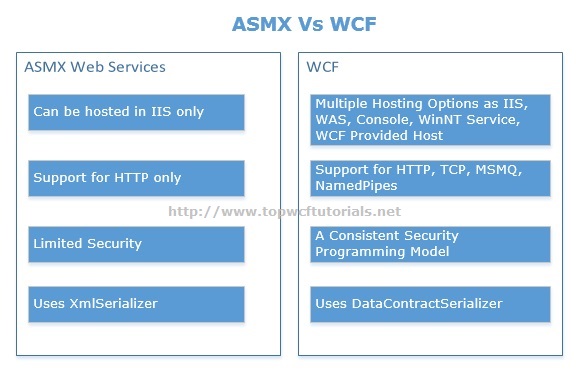 ASMX Vs WCF
ASMX Web Services
Can be hosted in IIS only
Support for HTTP only
Limited Security
Uses XmlSerializer
WCF
Multiple Hosting Options as IIS,
WAS, Console, WinNT Service,
WCF Provided Host
Support for HTTP, TCP, MSMQ,
NamedPipes
A Consistent Security
Programming Model
Uses DataContractSerializer
http://www.topwcftutorials.net